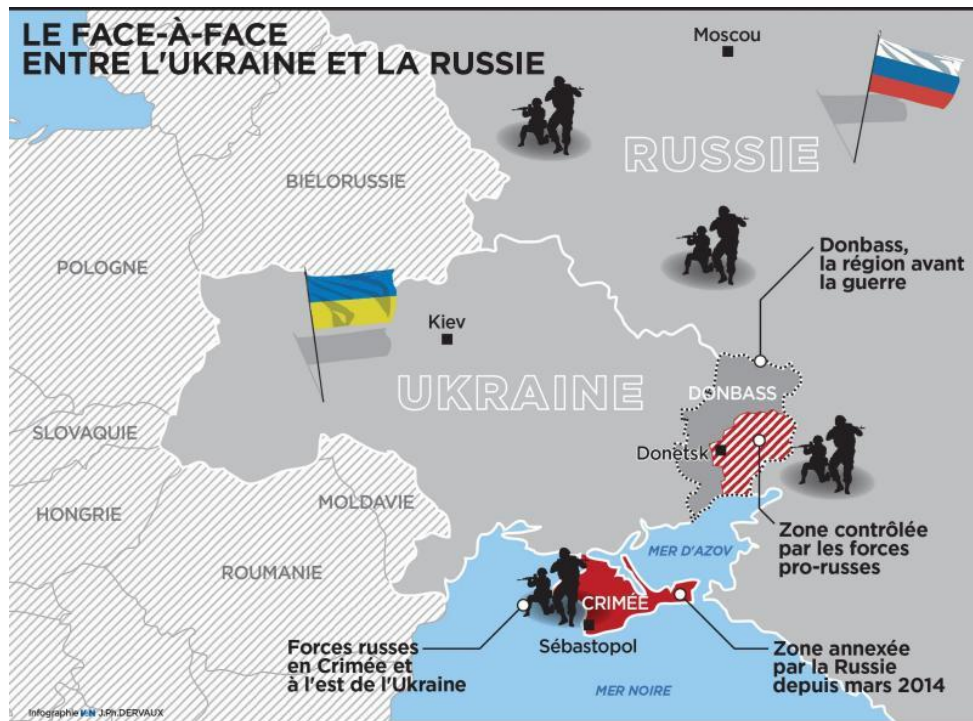 LE FACE-À-FACE
ENTRE L'UKRAINE ET LA RUSSIE
Moscou
RUSSIE
BIÉLORUSSIE
Donbass,
la région avant
la guerre
POLOGNE
Kiev
UKRAINE
DONBASS
SLOVAQUIE
Donetsk
MOLDAVIE
HONGRIE
Zone contrôlée
par les forces
pro-russes
MER D'AZOV
ROUMANIE
CRIMÉE
Forces russes
en Crimée et
à l'est de l'Ukraine
Sébastopol
Zone annexée
par la Russie
depuis mars 2014
MER NOIRE
Infographie J.Ph.DERVAUX